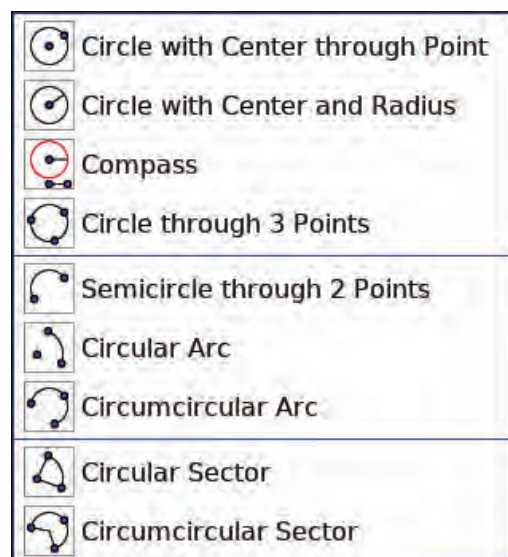 Circle with Center through Point
Circle with Center and Radius
Compass
Circle through 3 Points
Semicircle through 2 Points
Circular Arc
Circumcircular Arc
Circular Sector
Circumcircular Sector